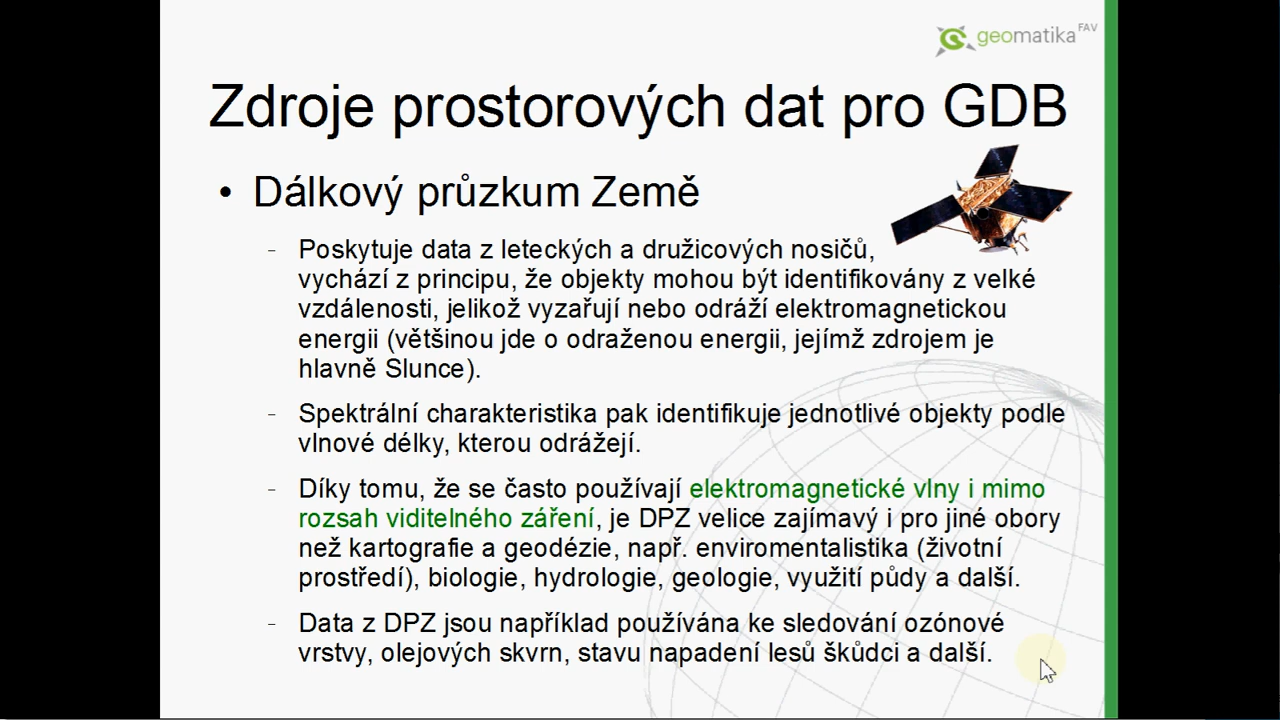 geomatika FAV
Zdroje prostorových dat pro GDB
• Dálkový průzkum Země
– Poskytuje data z leteckých a družicových nosičů,
vychází z principu, že objekty mohou být identifikovány z velké
vzdálenosti, jelikož vyzařují nebo odráží elektromagnetickou
energii (většinou jde o odraženou energii, jejímž zdrojem je
hlavně Slunce).
– Spektrální charakteristika pak identifikuje jednotlivé objekty podle
vlnové délky, kterou odrážejí.
– Díky tomu, že se často používají elektromagnetické vlny i mimo
rozsah viditelného záření, je DPZ velice zajímavý i pro jiné obory
než kartografie a geodézie, např. enviromentalistika (životní
prostředí), biologie, hydrologie, geologie, využití půdy a další.
– Data z DPZ jsou například používána ke sledování ozónové
vrstvy, olejových skvrn, stavu napadení lesů škůdci a další.